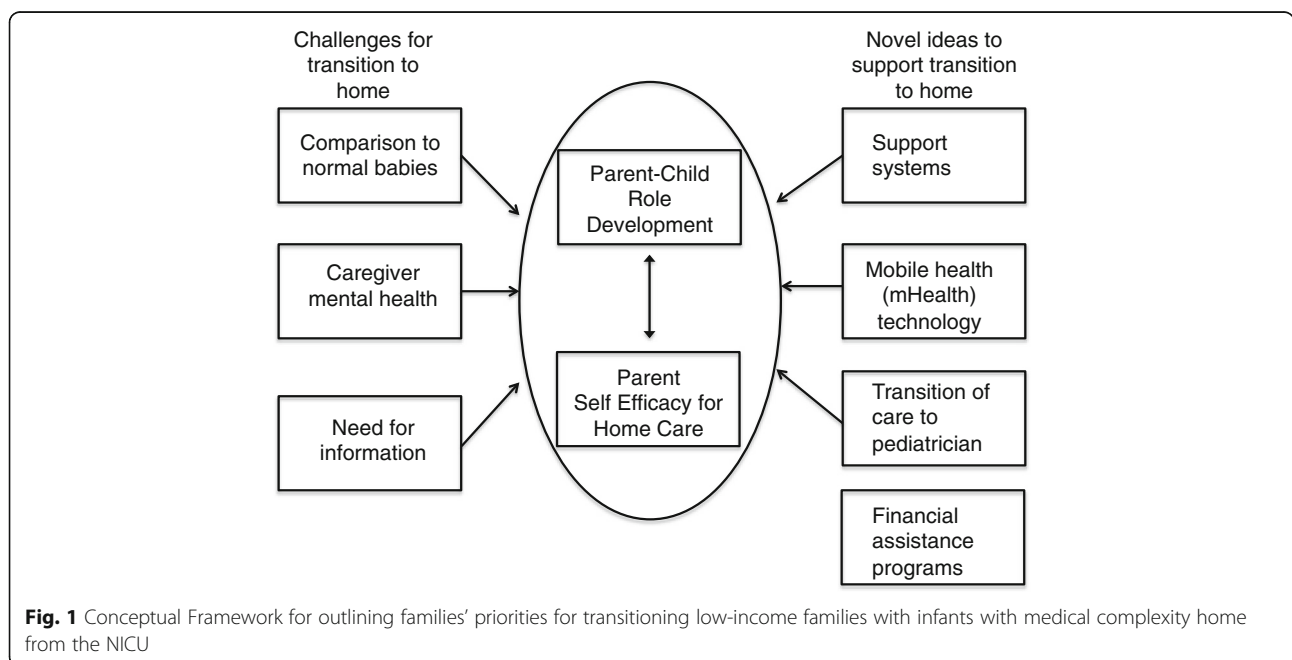 Challenges for
transition to
home
Comparison to
normal babies
Caregiver
mental health
Need for
information
Parent-Child
Role
Development
Parent
Self Efficacy for
Home Care
Novel ideas to
support transition
to home
Support
systems
Mobile health
(mHealth)
technology
Transition of
care to
pediatrician
Financial
assistance
programs
Fig. 1 Conceptual Framework for outlining families’ priorities for transitioning low-income families with infants with medical complexity home
from the NICU